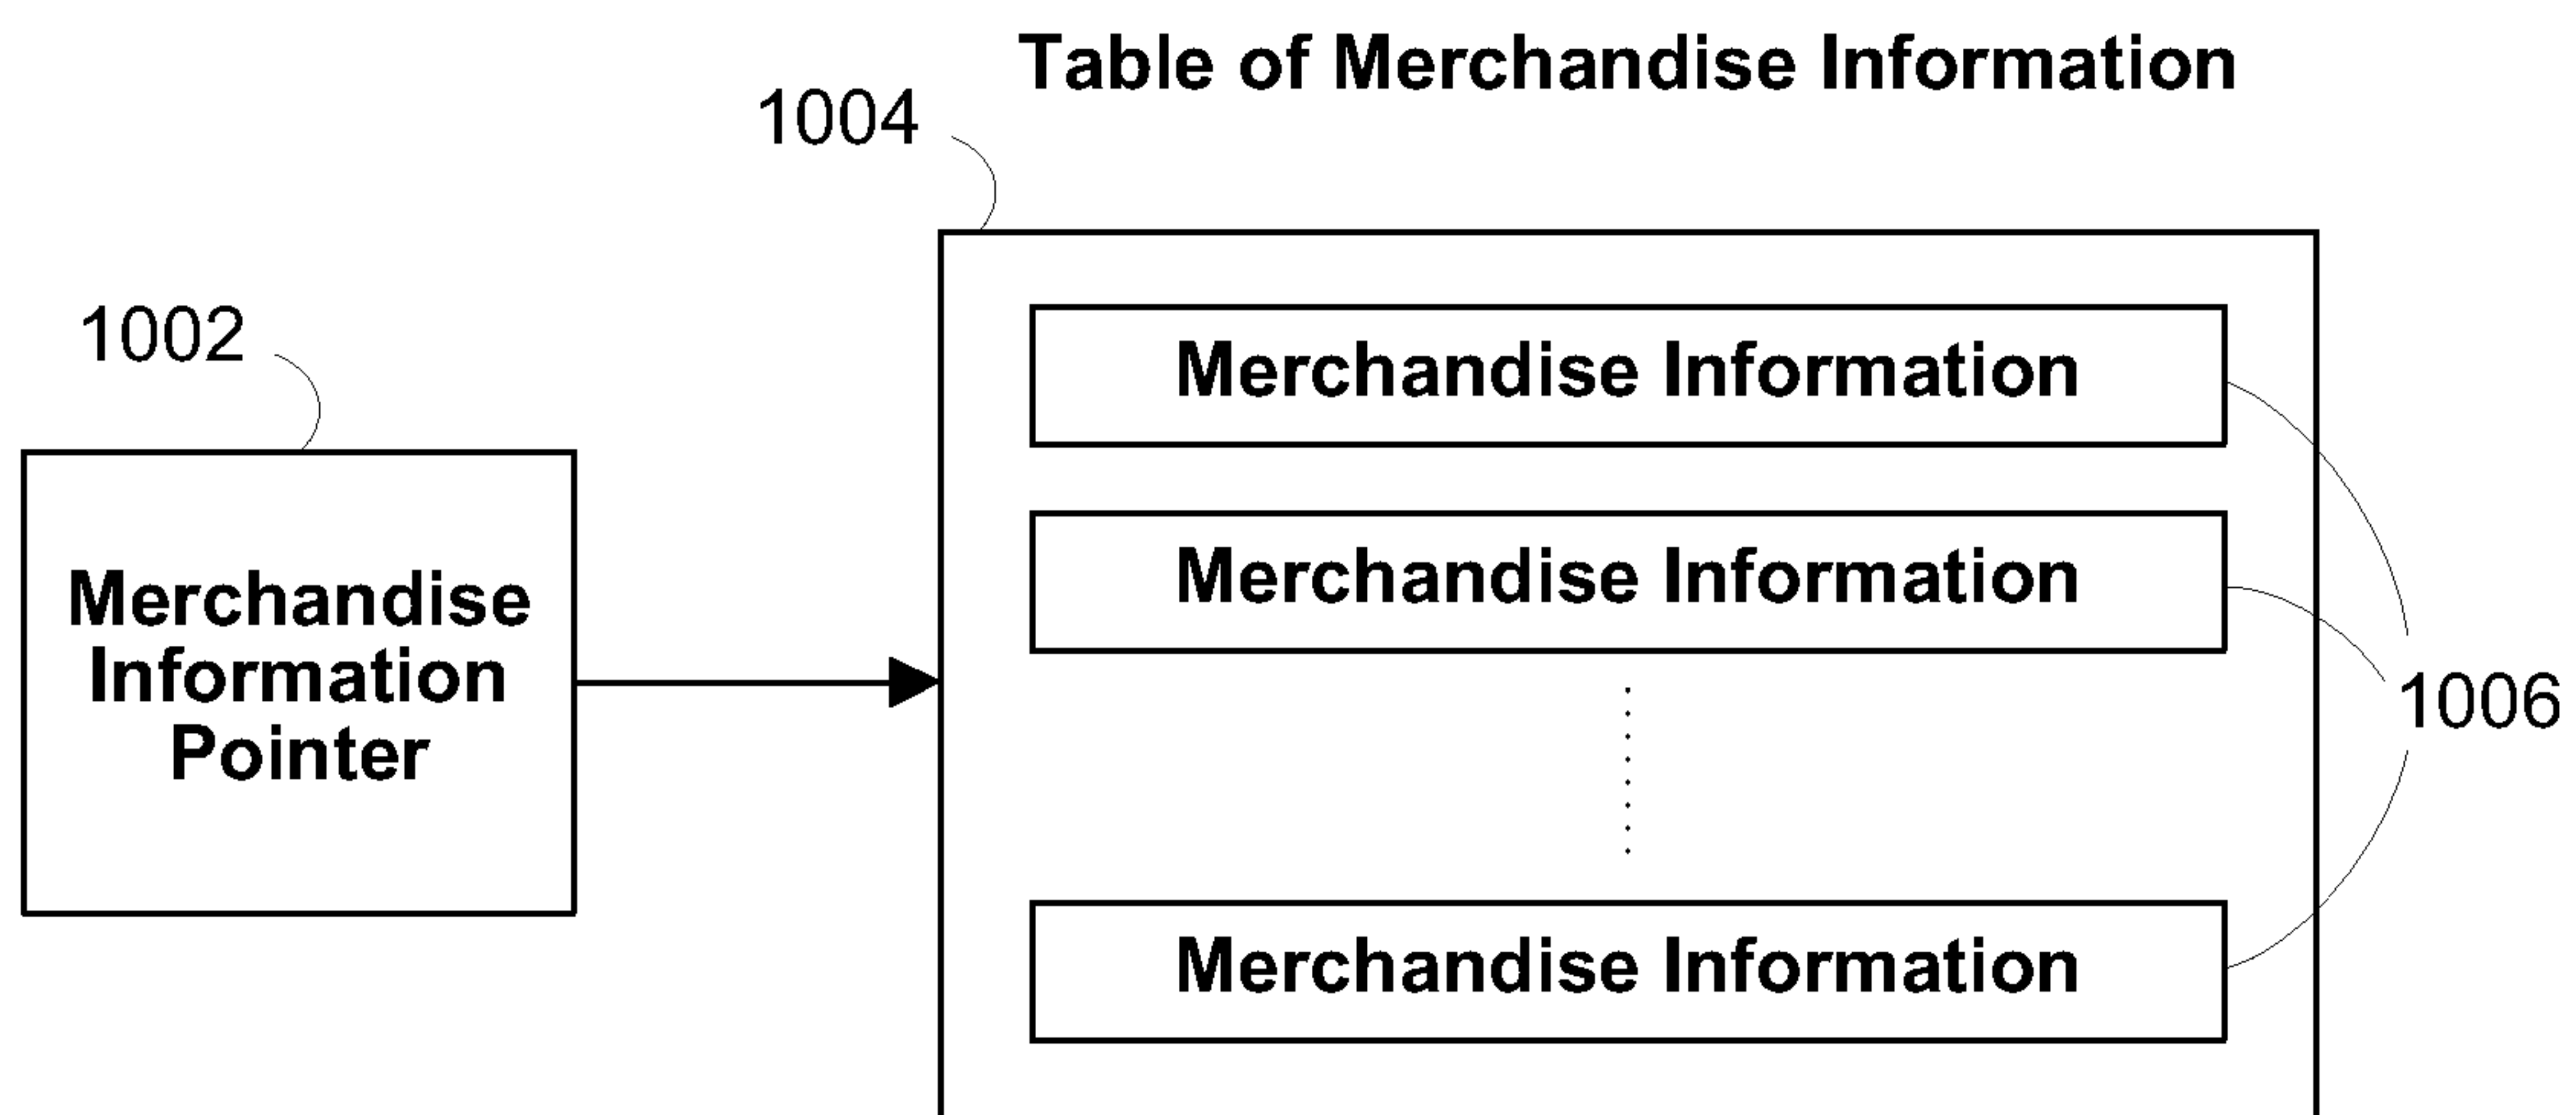 Table of Merchandise Information
1004
1002
Merchandise Information
Merchandise Information
Merchandise
Information
Pointer
1006
Merchandise Information